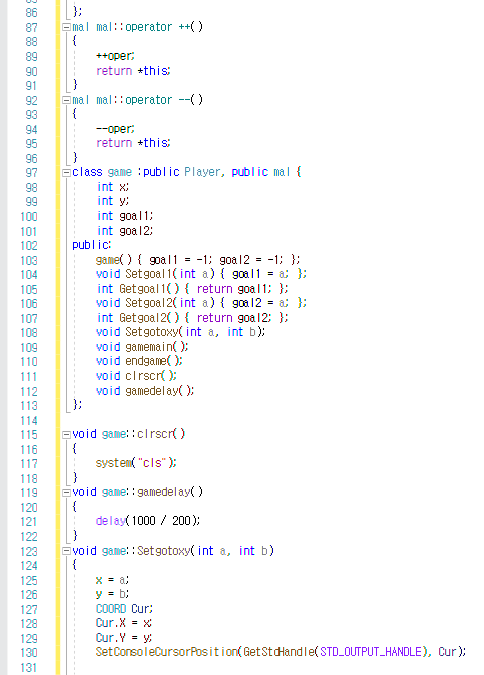 86 };
87 mal mal::operator ++()
88 {
89 ++oper;
90 return *this;
91 }
92 mal mal::operator --()
93 {
94 --oper;
95 return *this;
96 }
97 class game :public Player, public mal {
98 int x;
99 int y;
100 int goal1;
101 int goal2;
102 public:
103 game() { goal1 = -1; goal2 = -1; };
104 void Setgoal1(int a) { goal1 = a; };
105 int Getgoal1() { return goal1; };
106 void Setgoal2(int a) { goal2 = a; };
107 int Getgoal2() { return goal2; };
108 void Setgotoxy(int a, int b);
109 void gamemain();
110 void endgame();
111 void clrscr();
112 void gamedelay();
113 };
114
115 void game::clrscr()
116 {
117 system("cls");
118 }
119 void game::gamedelay()
120 {
121 delay(1000 / 200);
122 }
123 void game::Setgotoxy(int a, int b)
124 {
125 x = a;
126 y = b;
127 COORD Cur;
128 Cur.X = x;
129 Cur.Y = y;
130 SetConsoleCursorPosition(GetStdHandle(STD_OUTPUT_HANDLE), Cur);
131